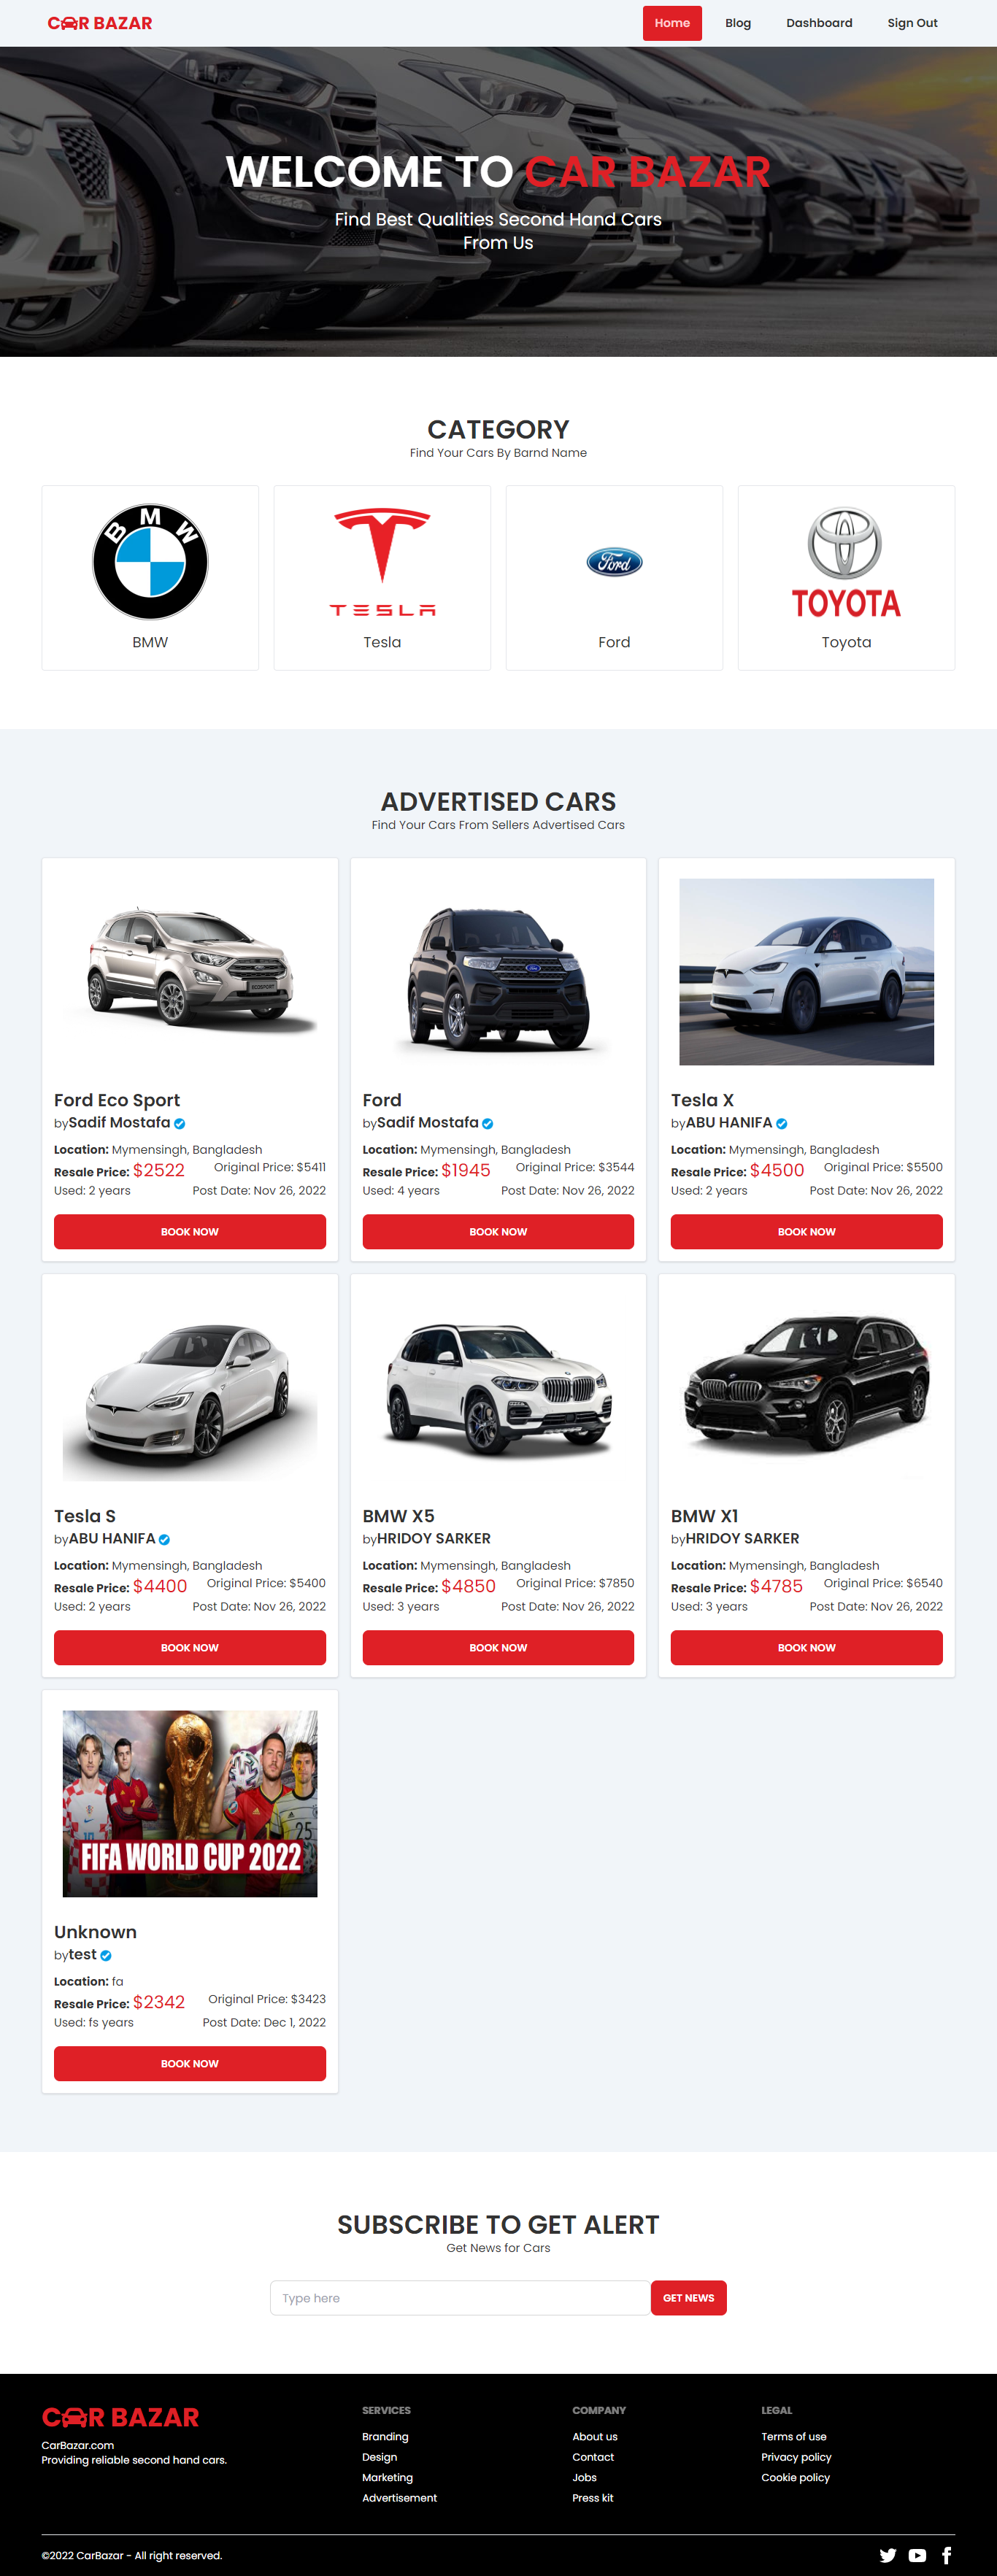 CAR BAZAR
Home Blog Dashboard Sign Out
WELCOME TO CAR BAZAR
Find Best Qualities Second Hand Cars
From Us
CATEGORY
Find Your Cars By Barnd Name
BMW
TESLA
Ford
TOYOTA
BMW
Tesla
Ford
Toyota
ADVERTISED CARS
Find Your Cars From Sellers Advertised Cars
ECOSPORT
Ford Eco Sport
bySadif Mostafa
Location: Mymensingh, Bangladesh
Resale Price: $2522 Original Price: $5411
Used: 2 years Post Date: Nov 26, 2022
BOOK NOW
Ford
bySadif Mostafa
Location: Mymensingh, Bangladesh
Resale Price: $1945 Original Price: $3544
Used: 4 years Post Date: Nov 26, 2022
BOOK NOW
Tesla X
byABU HANIFA
Location: Mymensingh, Bangladesh
Resale Price: $4500 Original Price: $5500
Used: 2 years Post Date: Nov 26, 2022
BOOK NOW
Tesla S
byABU HANIFA
Location: Mymensingh, Bangladesh
Resale Price: $4400 Original Price: $5400
Used: 2 years Post Date: Nov 26, 2022
BOOK NOW
BMW X5
byHRIDOY SARKER
Location: Mymensingh, Bangladesh
Resale Price: $4850 Original Price: $7850
Used: 3 years Post Date: Nov 26, 2022
BOOK NOW
BMW X1
byHRIDOY SARKER
Location: Mymensingh, Bangladesh
Resale Price: $4785 Original Price: $6540
Used: 3 years Post Date: Nov 26, 2022
BOOK NOW
7
10
1
25
FIFA WORLD CUP 2022
Unknown
bytest
Location: fa
Resale Price: $2342 Original Price: $3423
Used: fs years Post Date: Dec 1, 2022
BOOK NOW
SUBSCRIBE TO GET ALERT
Get News for Cars
Type here
GET NEWS
CAR BAZAR
CarBazar.com
Providing reliable second hand cars.
SERVICES
Branding
Design
Marketing
Advertisement
COMPANY
About us
Contact
Jobs
Press kit
LEGAL
Terms of use
Privacy policy
Cookie policy
©2022 CarBazar - All right reserved.